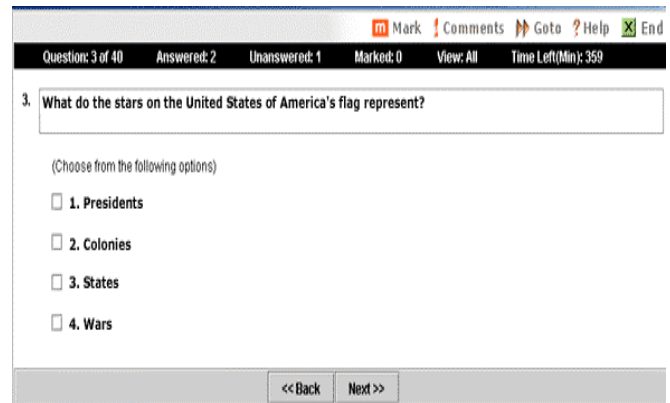 m Mark ! Comments Goto ? Help X End
Question: 3 of 40 Answered: 2 Unanswered: 1 Marked: 0 View: All Time Left(Min): 359
3. What do the stars on the United States of America's flag represent?
(Choose from the following options)
1. Presidents
2. Colonies
3. States
4. Wars
<< Back Next >>